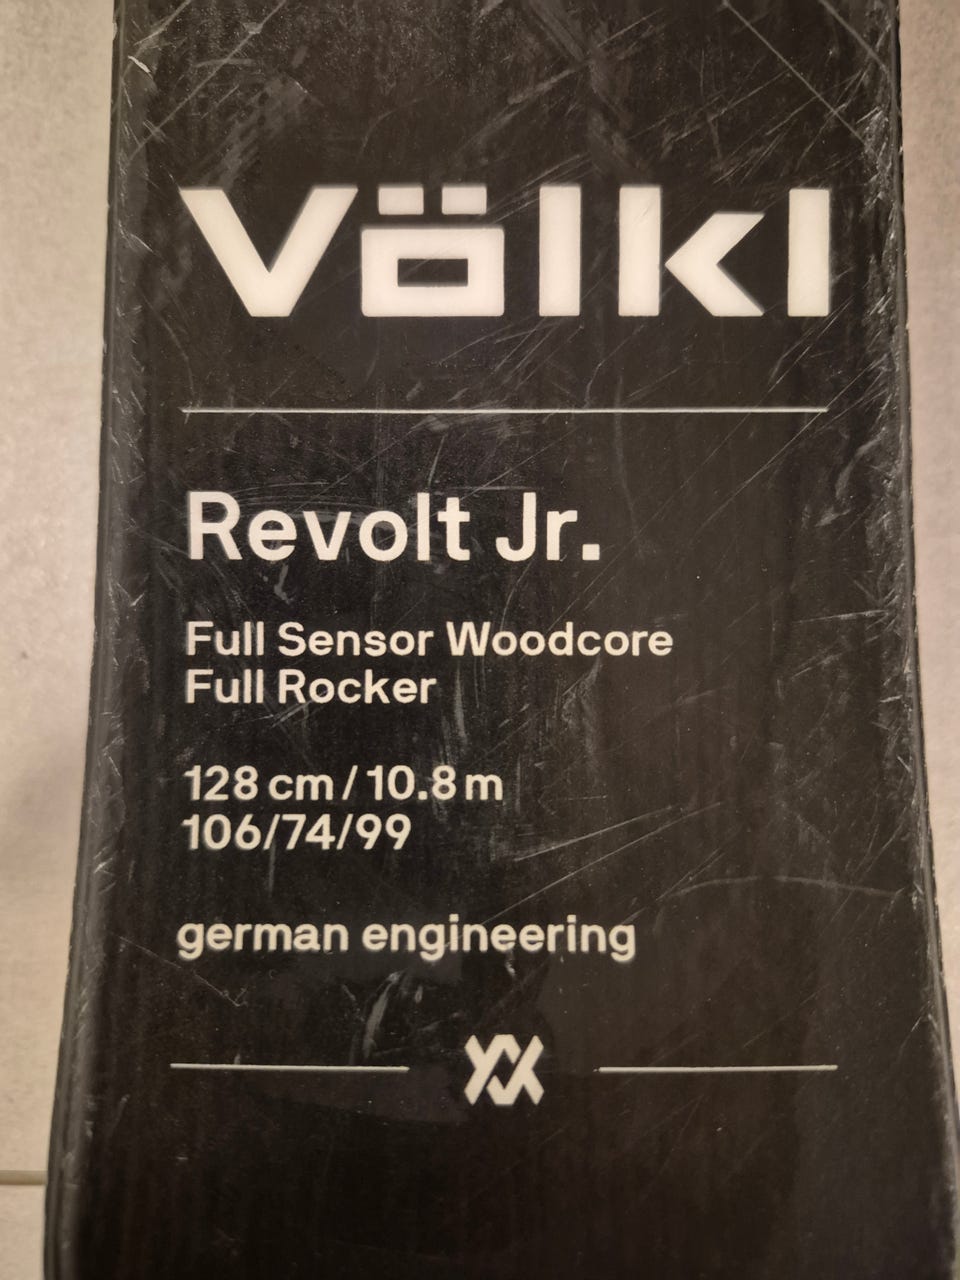 Völkl
Revolt Jr.
Full Sensor Woodcore
Full Rocker
128 cm / 10.8 m
106/74/99
german engineering